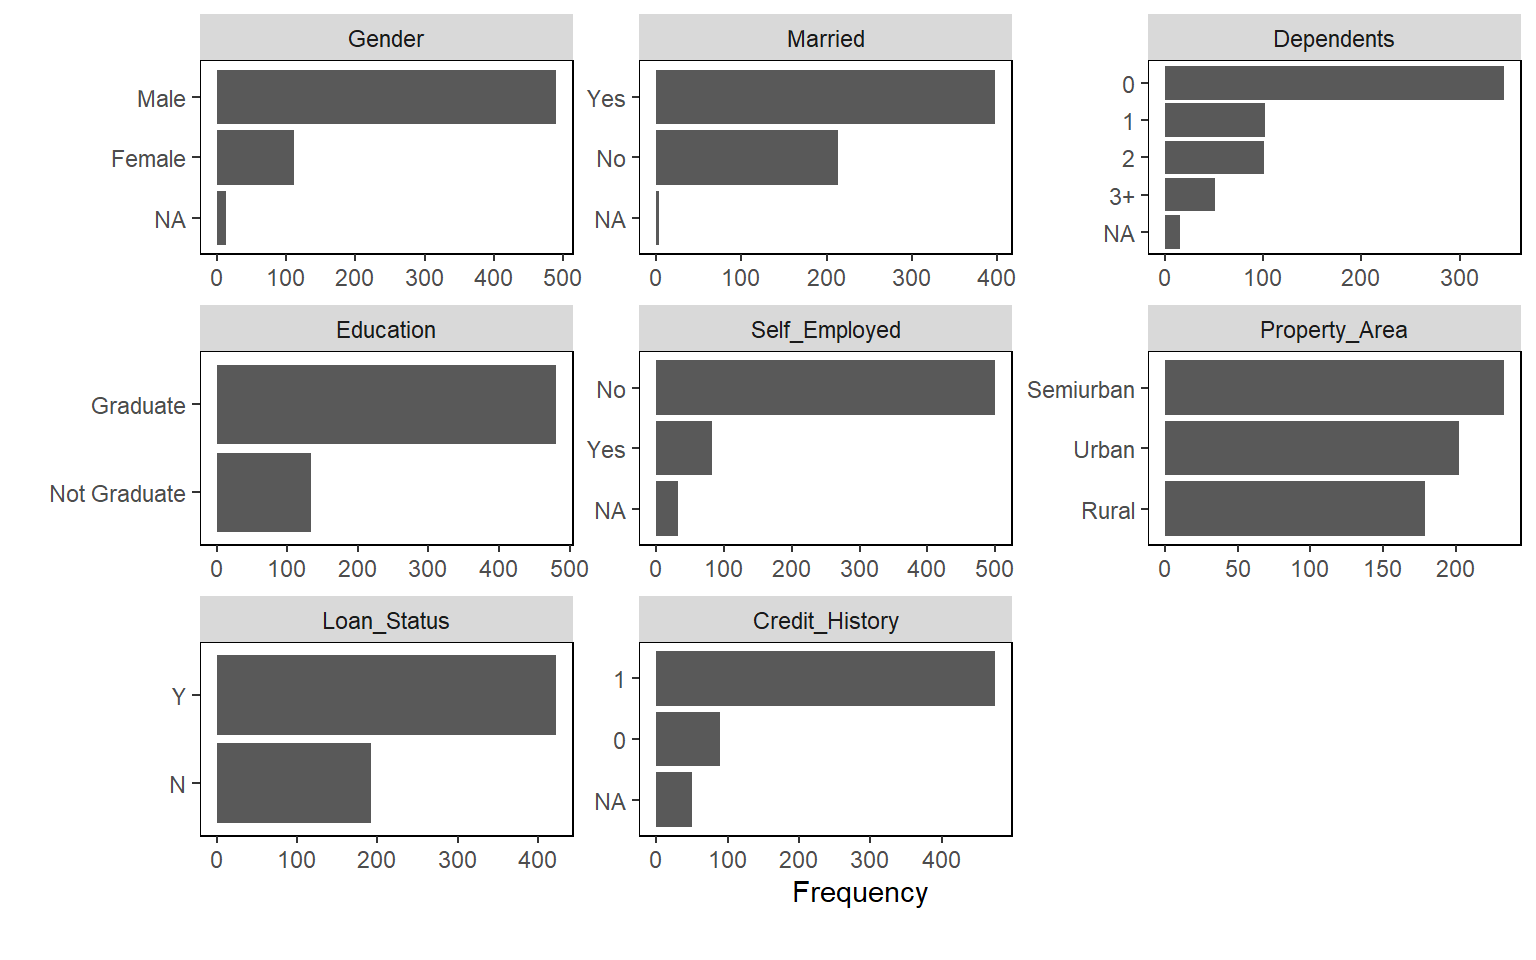 Gender
Married
Dependents
Male
Female
NA
Yes
No
NA
0
1
2
3+
NA
0 100 200 300 400 500
0 100 200 300 400
0 100 200 300
Education
Self_Employed
Property_Area
Graduate
Not Graduate
No
Yes
NA
Semiurban
Urban
Rural
0 100 200 300 400 500
0 100 200 300 400 500
0 50 100 150 200
Loan_Status
Credit_History
Y
N
1
0
NA
0 100 200 300 400
0 100 200 300 400
Frequency